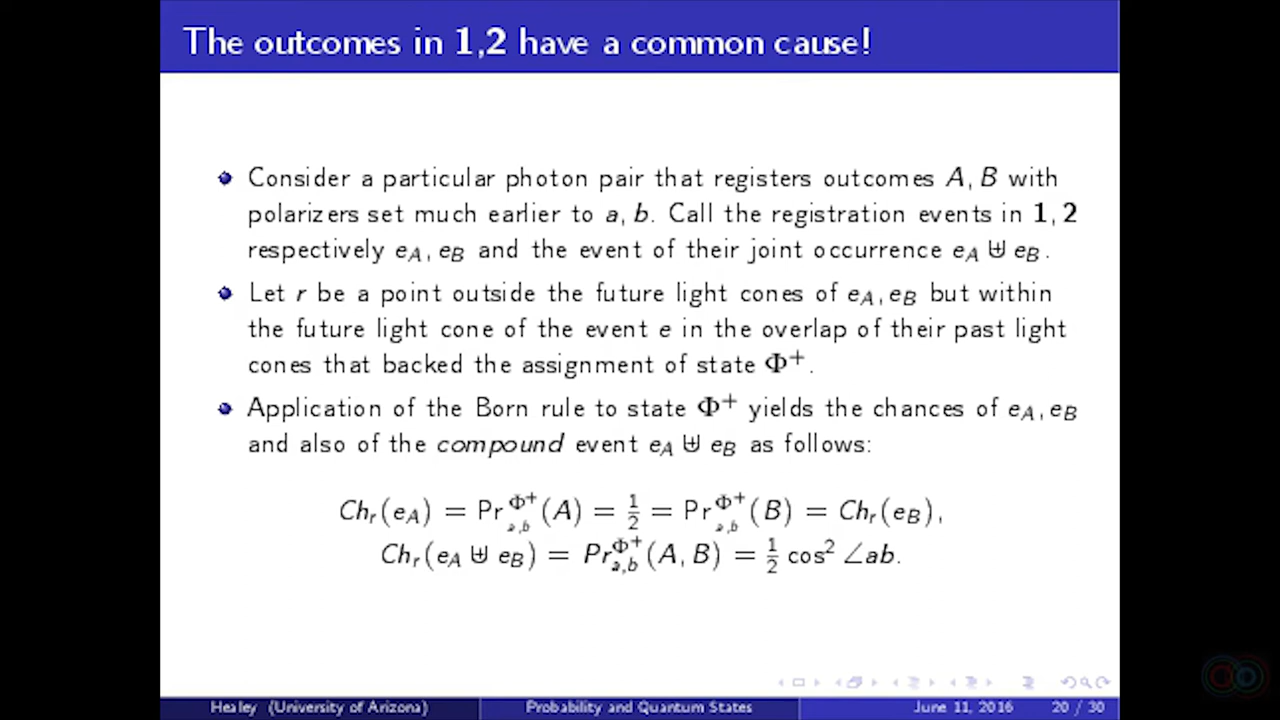 The outcomes in 1,2 have a common cause!
Consider a particular photon pair that registers outcomes A, B with
polarizers set much earlier to a, b. Call the registration events in 1, 2
respectively e_A, e_B and the event of their joint occurrence e_A ⊎ e_B.
Let r be a point outside the future light cones of e_A, e_B but within
the future light cone of the event e in the overlap of their past light
cones that backed the assignment of state Φ⁺.
Application of the Born rule to state Φ⁺ yields the chances of e_A, e_B
and also of the compound event e_A ⊎ e_B as follows:
Ch_r(e_A) = Pr_{a,b}^{Φ⁺}(A) = 1/2 = Pr_{a,b}^{Φ⁺}(B) = Ch_r(e_B),
Ch_r(e_A ⊎ e_B) = Pr_{a,b}^{Φ⁺}(A, B) = 1/2 cos² ∠ab.
Healey (University of Arizona) Probability and Quantum States June 11, 2016 20 / 30